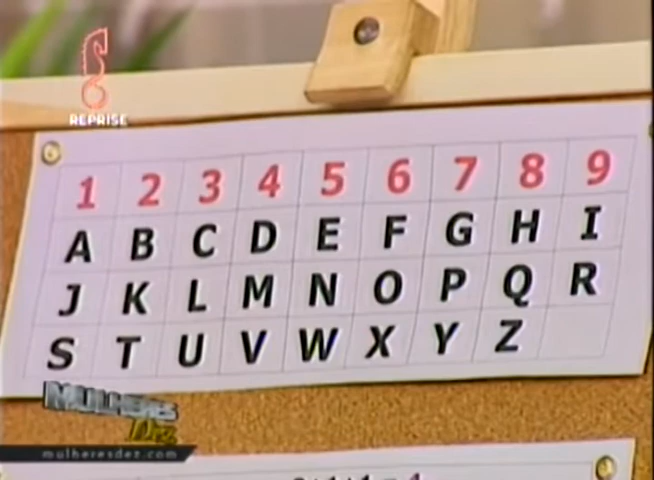 REPRISE
1 2 3 4 5 6 7 8 9
A B C D E F G H I
J K L M N O P Q R
S T U V W X Y Z
MULHERES
Dez
mulheresdez.com